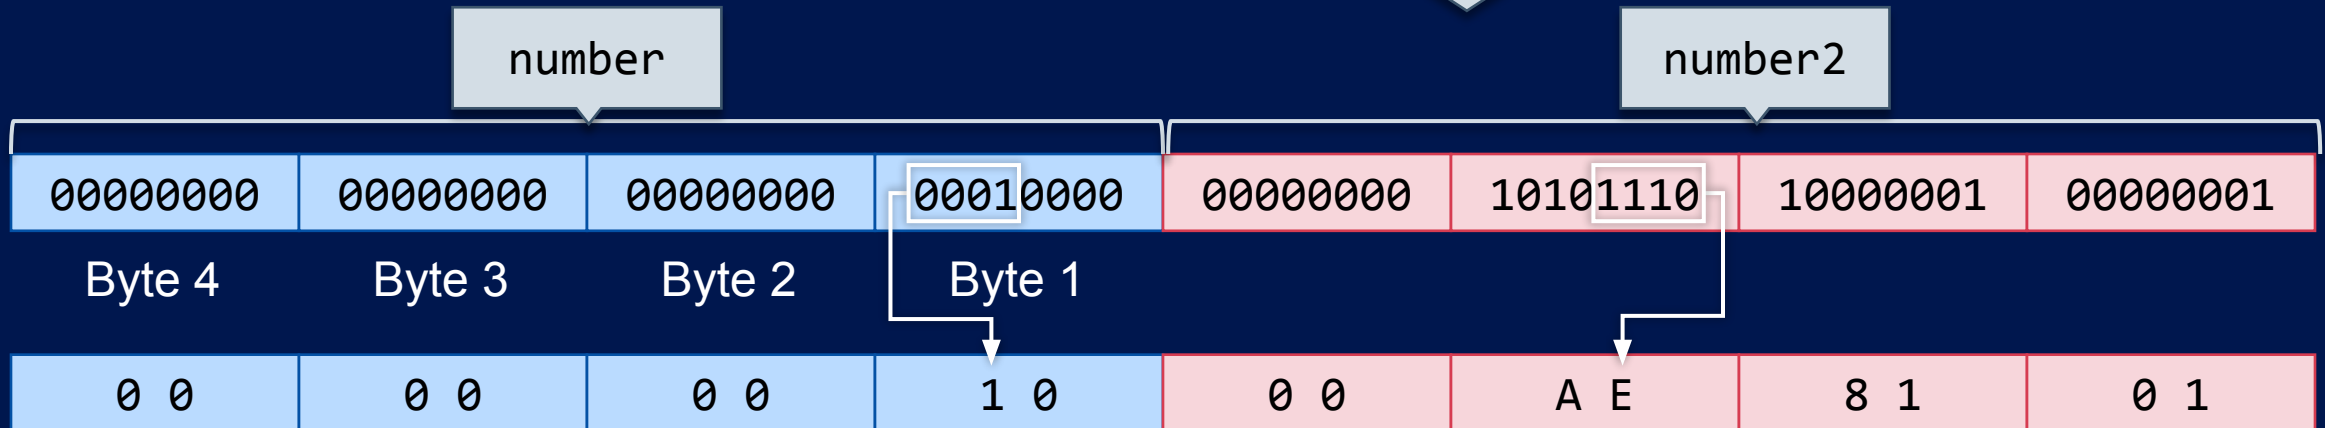 number number2
00000000 00000000 00000000 00010000 00000000 10101110 10000001 00000001
Byte 4 Byte 3 Byte 2 Byte 1
0 0 0 0 0 0 1 0 0 0 A E 8 1 0 1